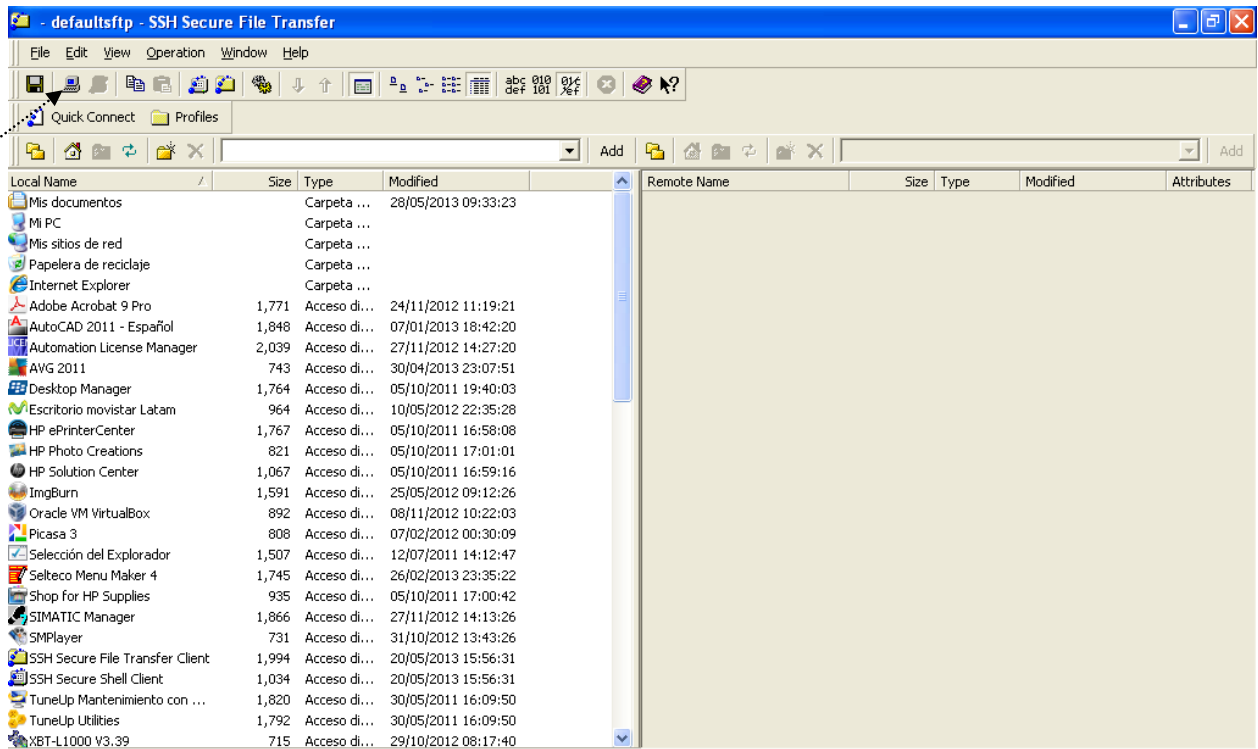 - defaultsftp - SSH Secure File Transfer
File Edit View Operation Window Help
abc def 010 101
Quick Connect Profiles
Add Add
Local Name Size Type Modified Remote Name Size Type Modified Attributes
Mis documentos Carpeta ... 28/05/2013 09:33:23
Mi PC Carpeta ...
Mis sitios de red Carpeta ...
Papelera de reciclaje Carpeta ...
Internet Explorer Carpeta ...
Adobe Acrobat 9 Pro 1,771 Acceso di... 24/11/2012 11:19:21
AutoCAD 2011 - Español 1,848 Acceso di... 07/01/2013 18:42:20
Automation License Manager 2,039 Acceso di... 27/11/2012 14:27:20
AVG 2011 743 Acceso di... 30/04/2013 23:07:51
Desktop Manager 1,764 Acceso di... 05/10/2011 19:40:03
Escritorio movistar Latam 964 Acceso di... 10/05/2012 22:35:28
HP ePrinterCenter 1,767 Acceso di... 05/10/2011 16:58:08
HP Photo Creations 821 Acceso di... 05/10/2011 17:01:01
HP Solution Center 1,067 Acceso di... 05/10/2011 16:59:16
ImgBurn 1,591 Acceso di... 25/05/2012 09:12:26
Oracle VM VirtualBox 892 Acceso di... 08/11/2012 10:22:03
Picasa 3 808 Acceso di... 07/02/2012 00:30:09
Selección del Explorador 1,507 Acceso di... 12/07/2011 14:12:47
Selteco Menu Maker 4 1,745 Acceso di... 26/02/2013 23:35:22
Shop for HP Supplies 935 Acceso di... 05/10/2011 17:00:42
SIMATIC Manager 1,866 Acceso di... 27/11/2012 14:13:26
SMPlayer 731 Acceso di... 31/10/2012 13:43:26
SSH Secure File Transfer Client 1,994 Acceso di... 20/05/2013 15:56:31
SSH Secure Shell Client 1,034 Acceso di... 20/05/2013 15:56:31
TuneUp Mantenimiento con ... 1,820 Acceso di... 30/05/2011 16:09:50
TuneUp Utilities 1,792 Acceso di... 30/05/2011 16:09:50
XBT-L1000 V3.39 715 Acceso di... 29/10/2012 08:17:40